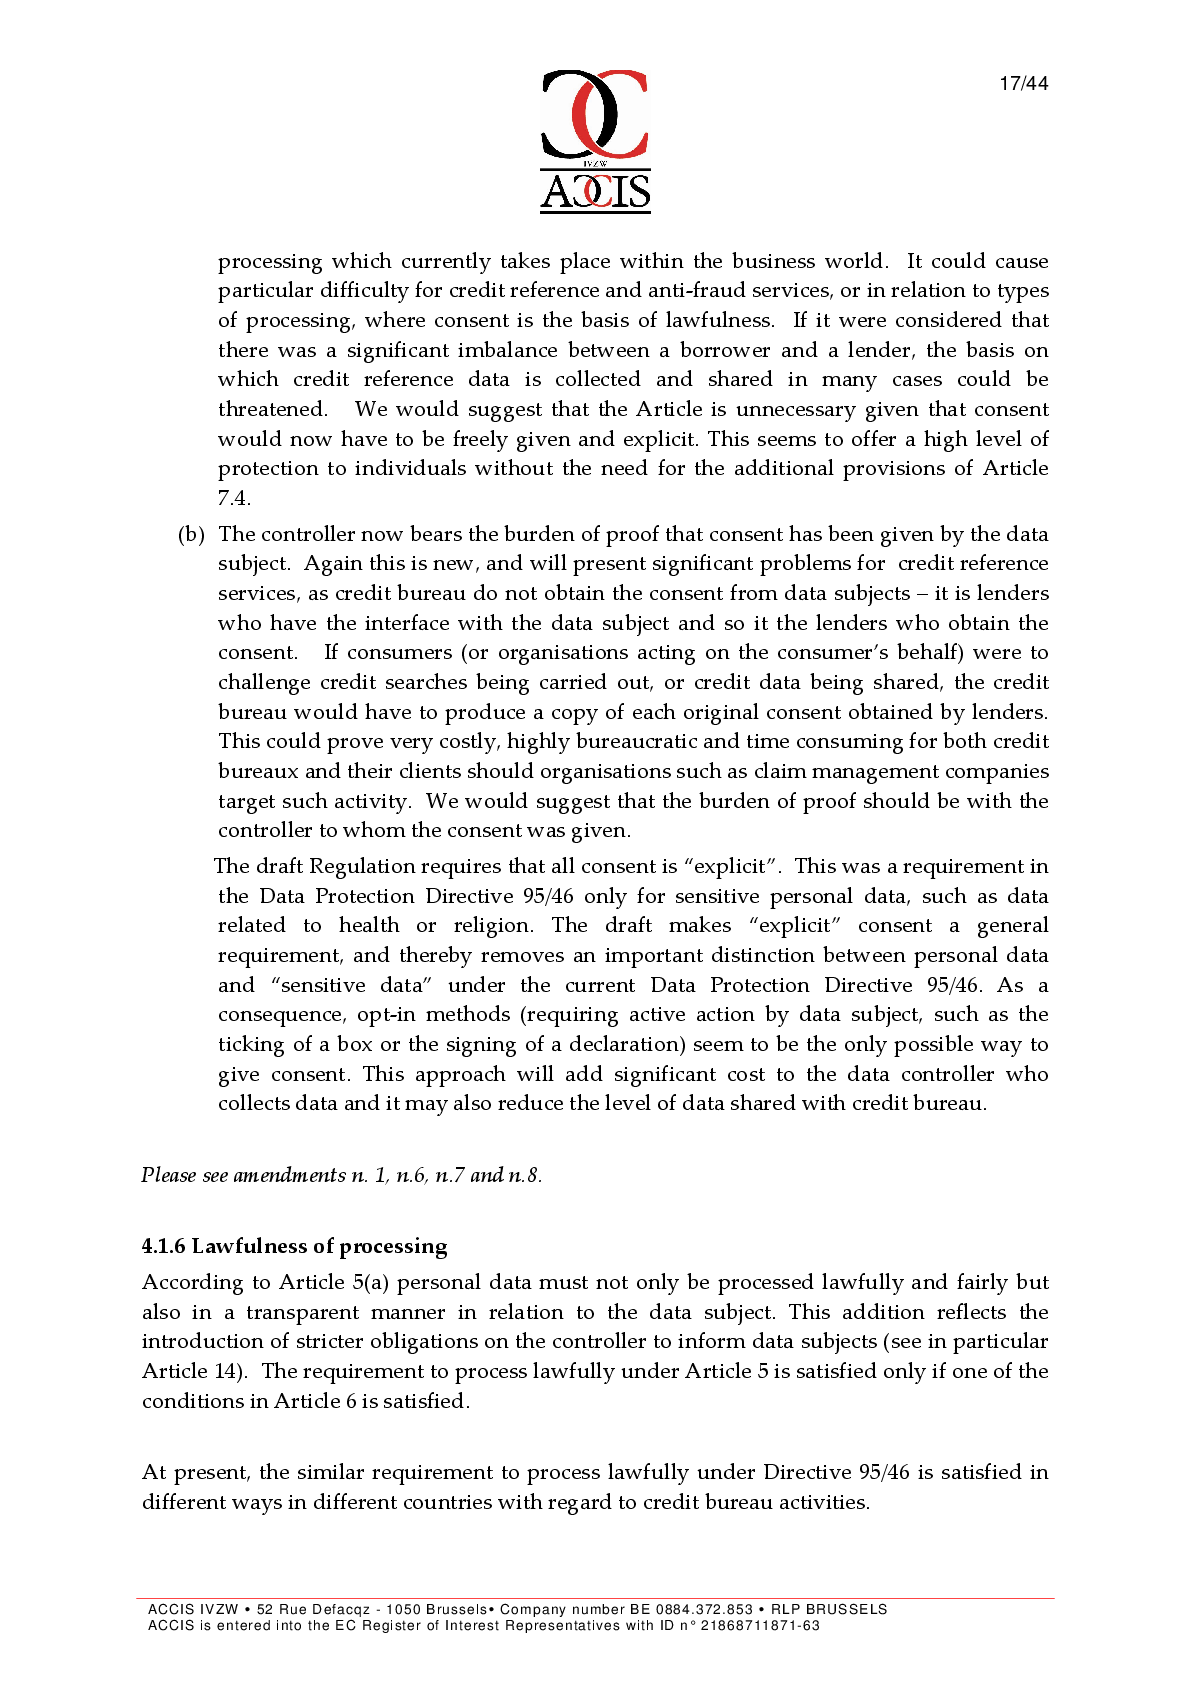 17/44
IVZW
ACCIS
processing which currently takes place within the business world. It could cause
particular difficulty for credit reference and anti-fraud services, or in relation to types
of processing, where consent is the basis of lawfulness. If it were considered that
there was a significant imbalance between a borrower and a lender, the basis on
which credit reference data is collected and shared in many cases could be
threatened. We would suggest that the Article is unnecessary given that consent
would now have to be freely given and explicit. This seems to offer a high level of
protection to individuals without the need for the additional provisions of Article
7.4.
(b) The controller now bears the burden of proof that consent has been given by the data
subject. Again this is new, and will present significant problems for credit reference
services, as credit bureau do not obtain the consent from data subjects – it is lenders
who have the interface with the data subject and so it the lenders who obtain the
consent. If consumers (or organisations acting on the consumer's behalf) were to
challenge credit searches being carried out, or credit data being shared, the credit
bureau would have to produce a copy of each original consent obtained by lenders.
This could prove very costly, highly bureaucratic and time consuming for both credit
bureaux and their clients should organisations such as claim management companies
target such activity. We would suggest that the burden of proof should be with the
controller to whom the consent was given.
The draft Regulation requires that all consent is “explicit”. This was a requirement in
the Data Protection Directive 95/46 only for sensitive personal data, such as data
related to health or religion. The draft makes “explicit” consent a general
requirement, and thereby removes an important distinction between personal data
and “sensitive data” under the current Data Protection Directive 95/46. As a
consequence, opt-in methods (requiring active action by data subject, such as the
ticking of a box or the signing of a declaration) seem to be the only possible way to
give consent. This approach will add significant cost to the data controller who
collects data and it may also reduce the level of data shared with credit bureau.
Please see amendments n. 1, n.6, n.7 and n.8.
4.1.6 Lawfulness of processing
According to Article 5(a) personal data must not only be processed lawfully and fairly but
also in a transparent manner in relation to the data subject. This addition reflects the
introduction of stricter obligations on the controller to inform data subjects (see in particular
Article 14). The requirement to process lawfully under Article 5 is satisfied only if one of the
conditions in Article 6 is satisfied.
At present, the similar requirement to process lawfully under Directive 95/46 is satisfied in
different ways in different countries with regard to credit bureau activities.
ACCIS IVZW • 52 Rue Defacqz - 1050 Brussels• Company number BE 0884.372.853 • RLP BRUSSELS
ACCIS is entered into the EC Register of Interest Representatives with ID n° 21868711871-63